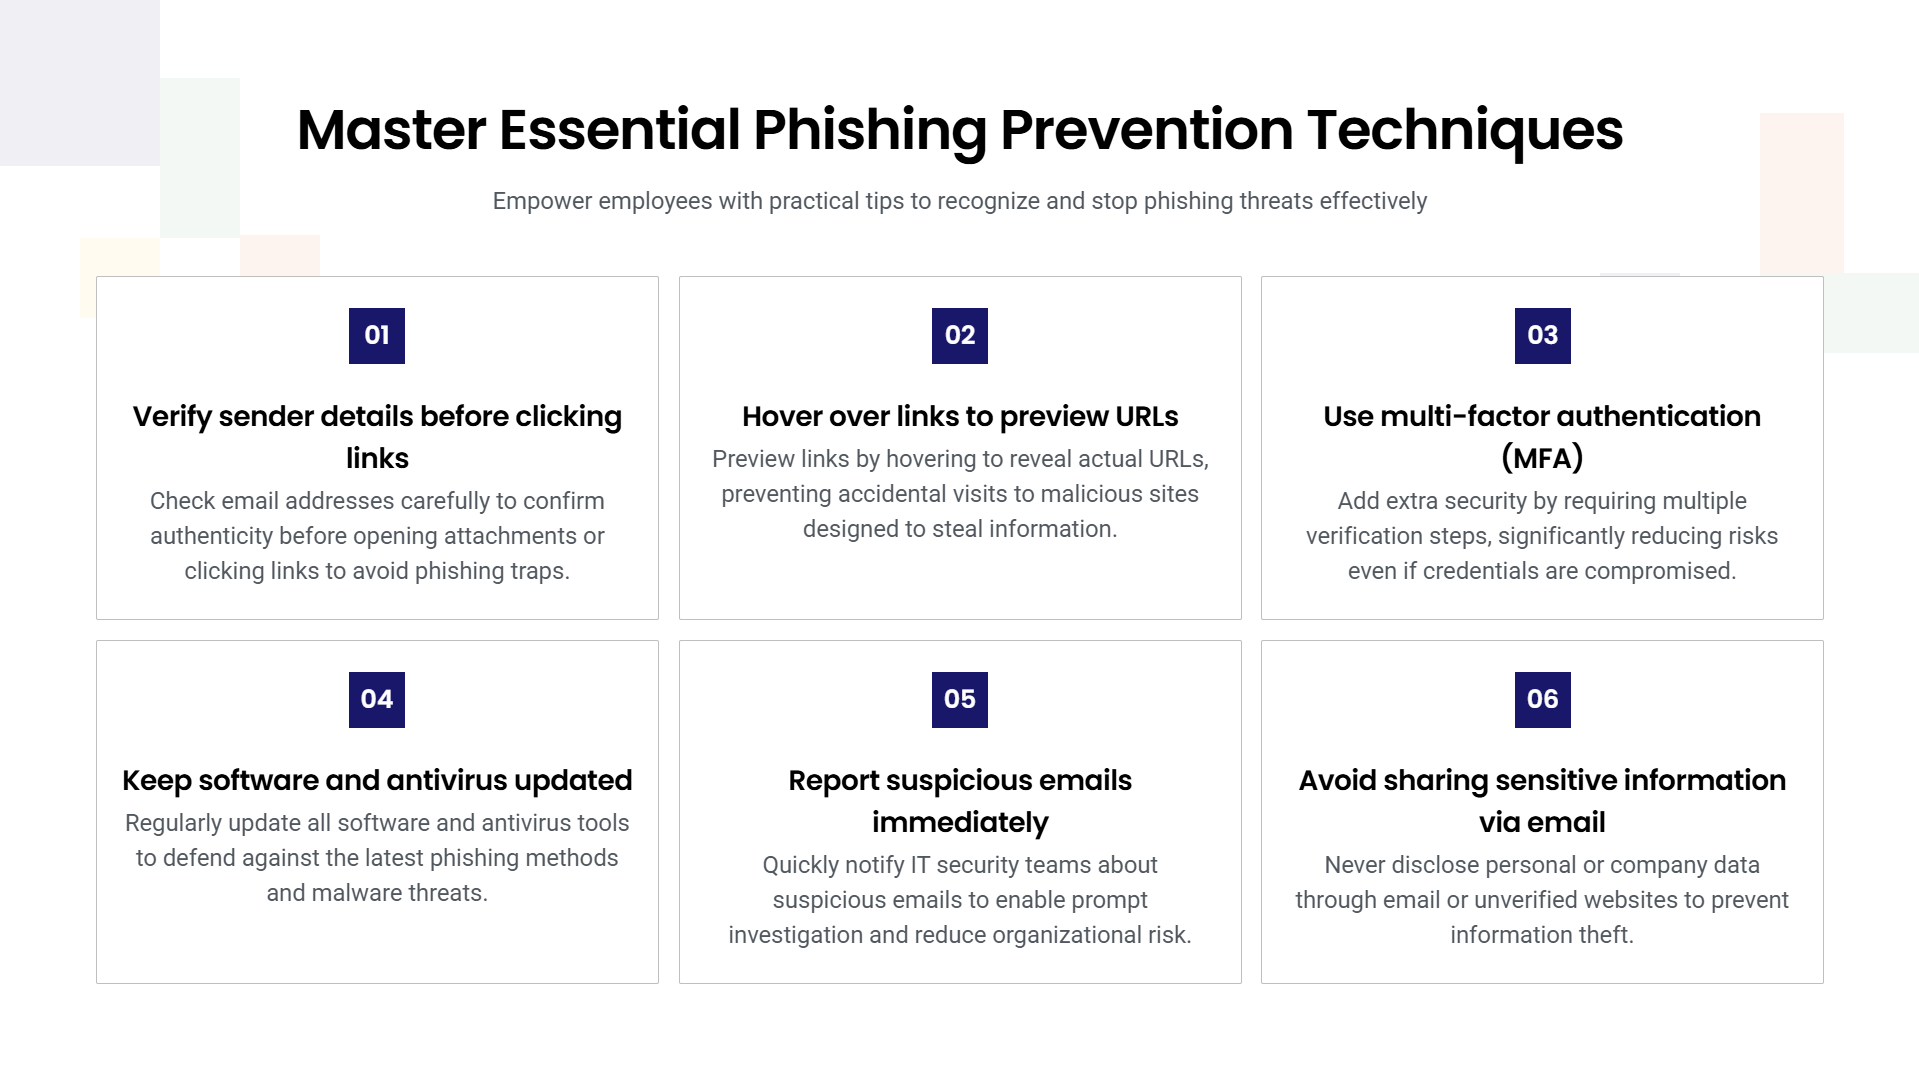 Master Essential Phishing Prevention Techniques
Empower employees with practical tips to recognize and stop phishing threats effectively
01
Verify sender details before clicking
links
Check email addresses carefully to confirm
authenticity before opening attachments or
clicking links to avoid phishing traps.
02
Hover over links to preview URLs
Preview links by hovering to reveal actual URLs,
preventing accidental visits to malicious sites
designed to steal information.
03
Use multi-factor authentication
(MFA)
Add extra security by requiring multiple
verification steps, significantly reducing risks
even if credentials are compromised.
04
Keep software and antivirus updated
Regularly update all software and antivirus tools
to defend against the latest phishing methods
and malware threats.
05
Report suspicious emails
immediately
Quickly notify IT security teams about
suspicious emails to enable prompt
investigation and reduce organizational risk.
06
Avoid sharing sensitive information
via email
Never disclose personal or company data
through email or unverified websites to prevent
information theft.